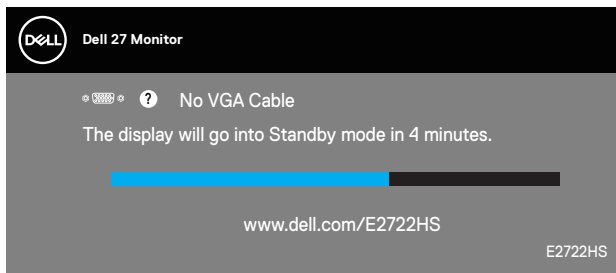 DELL
Dell 27 Monitor
? No VGA Cable
The display will go into Standby mode in 4 minutes.
www.dell.com/E2722HS
E2722HS